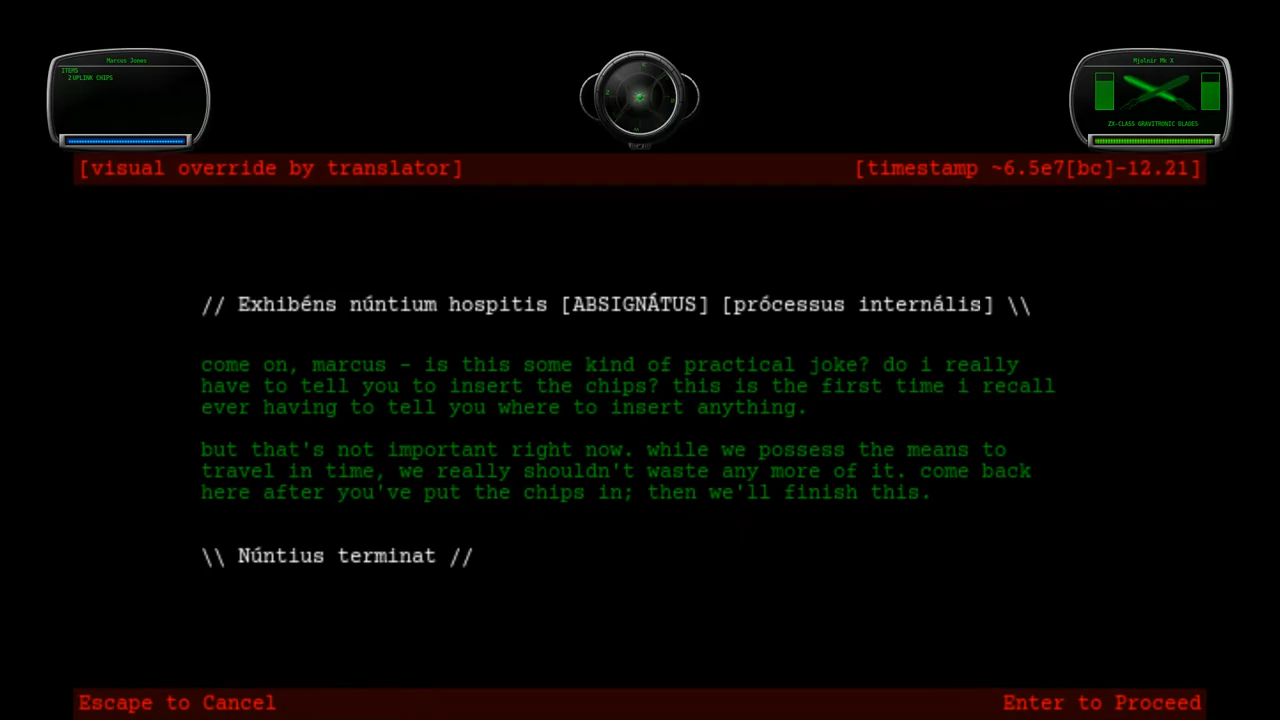 Marcus Jones
ITEMS
2 UPLINK CHIPS
Mjolnir Mk X
ZX-CLASS GRAVITRONIC BLADES
[visual override by translator]
[timestamp ~6.5e7[bc]-12.21]
// Exhibéns núntium hospitis [ABSIGNÁTUS] [prócessus internális] \\
come on, marcus - is this some kind of practical joke? do i really
have to tell you to insert the chips? this is the first time i recall
ever having to tell you where to insert anything.
but that's not important right now. while we possess the means to
travel in time, we really shouldn't waste any more of it. come back
here after you've put the chips in; then we'll finish this.
\\ Núntius terminat //
Escape to Cancel
Enter to Proceed